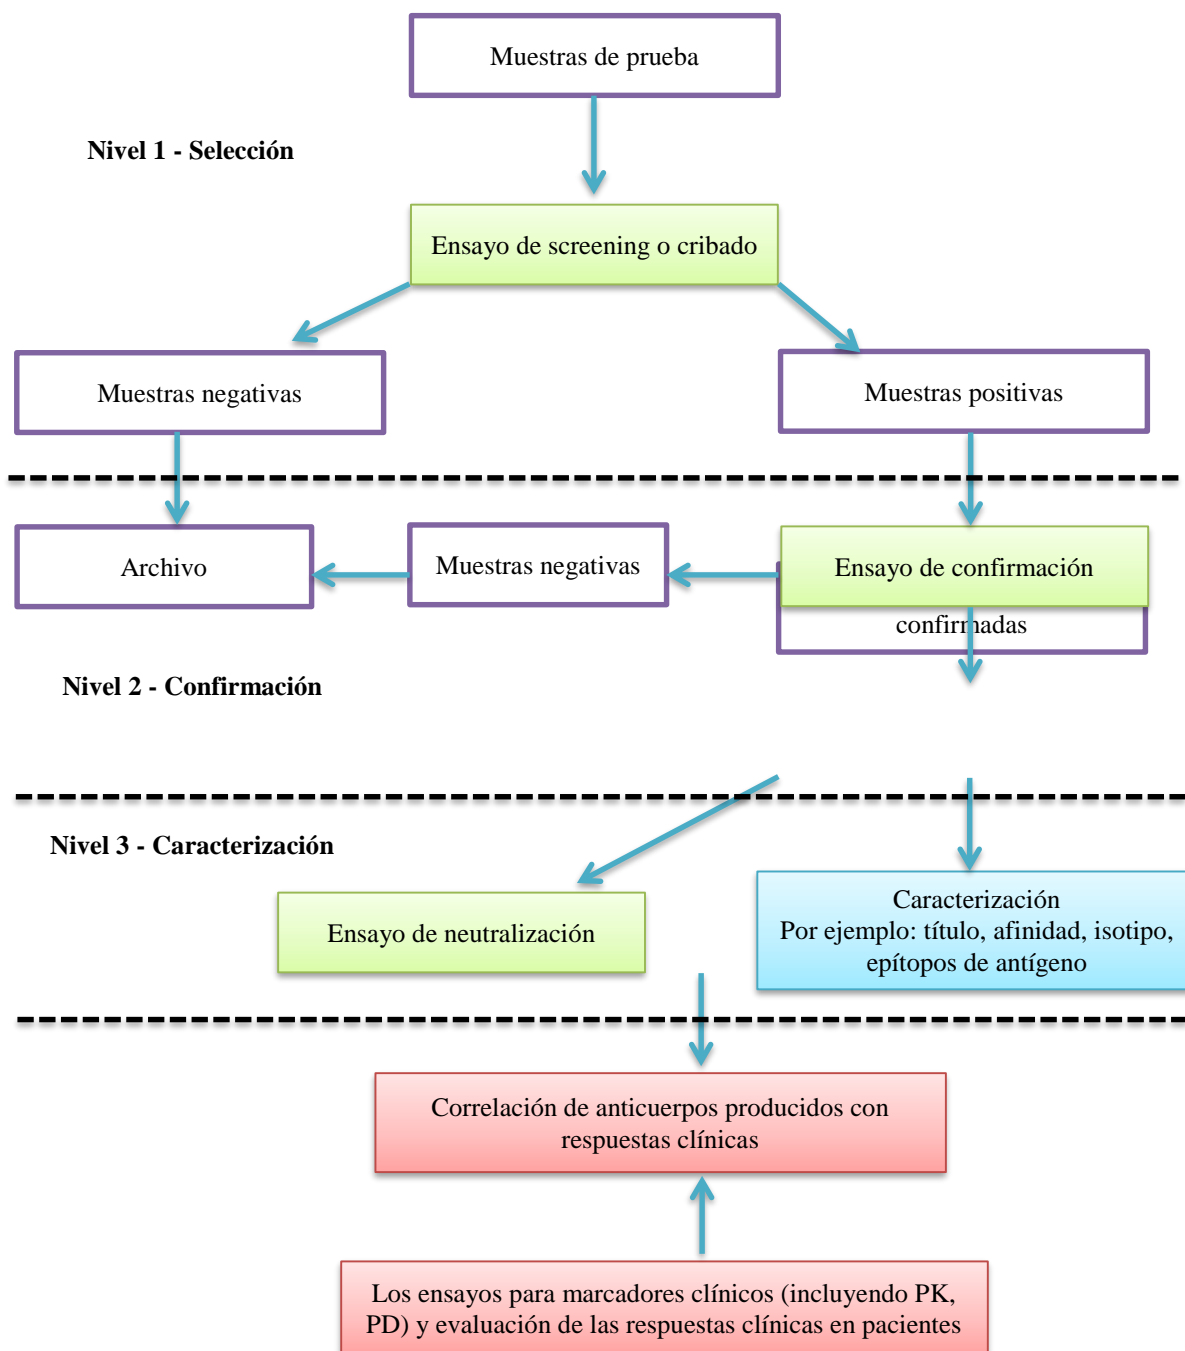 Muestras de prueba
Nivel 1 - Selección
Ensayo de screening o cribado
Muestras negativas
Muestras positivas
Archivo
Muestras negativas
Ensayo de confirmación
confirmadas
Nivel 2 - Confirmación
Nivel 3 - Caracterización
Ensayo de neutralización
Caracterización
Por ejemplo: título, afinidad, isotipo,
epítopos de antígeno
Correlación de anticuerpos producidos con
respuestas clínicas
Los ensayos para marcadores clínicos (incluyendo PK,
PD) y evaluación de las respuestas clínicas en pacientes